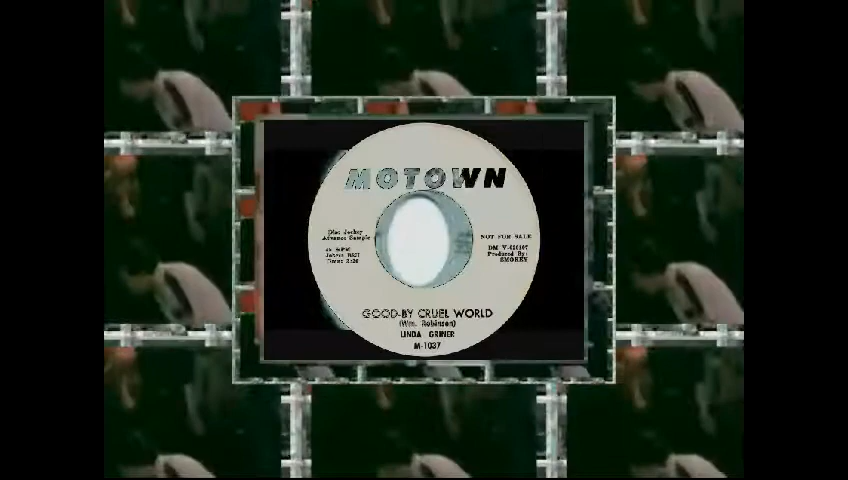 MOTOWN
Disc Jockey
Advance Sample
NOT FOR SALE
Produced By:
SMOKEY
GOOD-BY CRUEL WORLD
(Wm. Robinson)
LINDA GRINER
M-1037